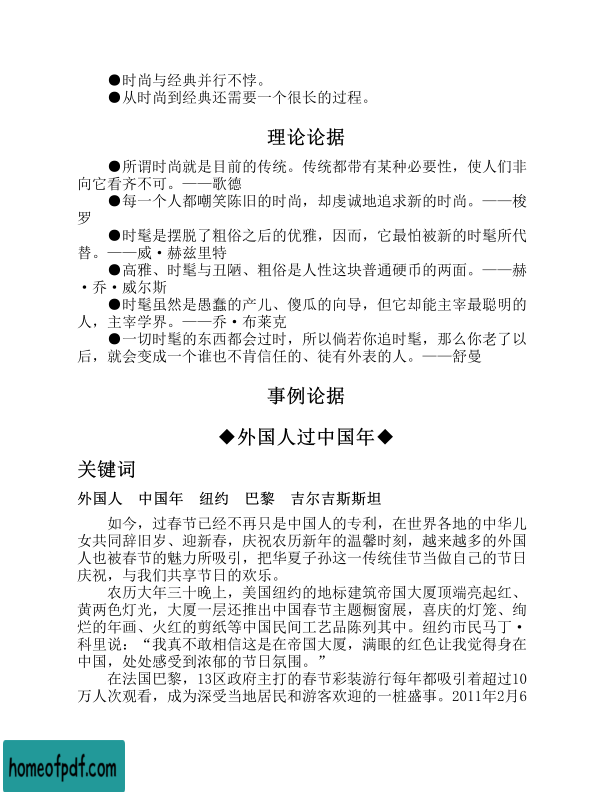 ●时尚与经典并行不悖。
●从时尚到经典还需要一个很长的过程。
理论论据
●所谓时尚就是目前的传统。传统都带有某种必要性，使人们非
向它看齐不可。——歌德
●每一个人都嘲笑陈旧的时尚，却虔诚地追求新的时尚。——梭
罗
●时髦是摆脱了粗俗之后的优雅，因而，它最怕被新的时髦所代
替。——威·赫兹里特
●高雅、时髦与丑陋、粗俗是人性这块普通硬币的两面。——赫
·乔·威尔斯
●时髦虽然是愚蠢的产儿、傻瓜的向导，但它却能主宰最聪明的
人，主宰学界。——乔·布莱克
●一切时髦的东西都会过时，所以倘若你追时髦，那么你老了以
后，就会变成一个谁也不肯信任的、徒有外表的人。——舒曼
事例论据
◆外国人过中国年◆
关键词
外国人 中国年 纽约 巴黎 吉尔吉斯斯坦
如今，过春节已经不再只是中国人的专利，在世界各地的中华儿
女共同辞旧岁、迎新春，庆祝农历新年的温馨时刻，越来越多的外国
人也被春节的魅力所吸引，把华夏子孙这一传统佳节当做自己的节日
庆祝，与我们共享节日的欢乐。
农历大年三十晚上，美国纽约的地标建筑帝国大厦顶端亮起红、
黄两色灯光，大厦一层还推出中国春节主题橱窗展，喜庆的灯笼、绚
烂的年画、火红的剪纸等中国民间工艺品陈列其中。纽约市民马丁·
科里说：“我真不敢相信这是在帝国大厦，满眼的红色让我觉得身在
中国，处处感受到浓郁的节日氛围。”
在法国巴黎，13区政府主打的春节彩装游行每年都吸引着超过10
万人次观看，成为深受当地居民和游客欢迎的一桩盛事。2011年2月6
homeofpdf.com